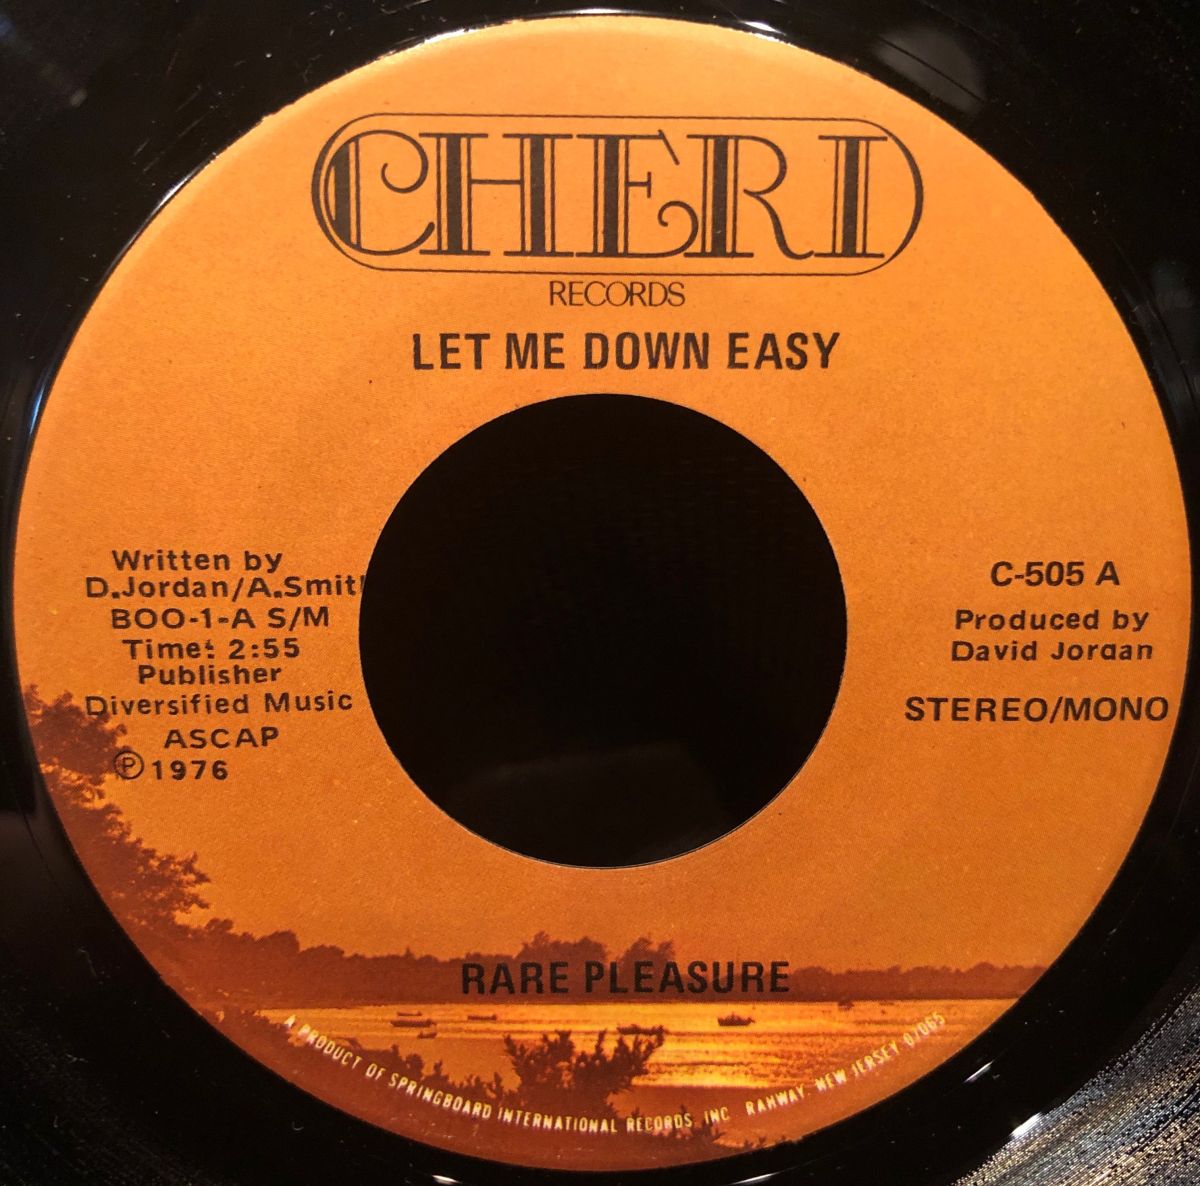 CHERI
RECORDS
LET ME DOWN EASY
Written by
D.Jordan/A.Smit
BOO-1-A S/M
Time: 2:55
Publisher
Diversified Music
ASCAP
℗1976
C-505 A
Produced by
David Jordan
STEREO/MONO
RARE PLEASURE
A PRODUCT OF SPRINGBOARD INTERNATIONAL RECORDS, INC. RAHWAY, NEW JERSEY 07065